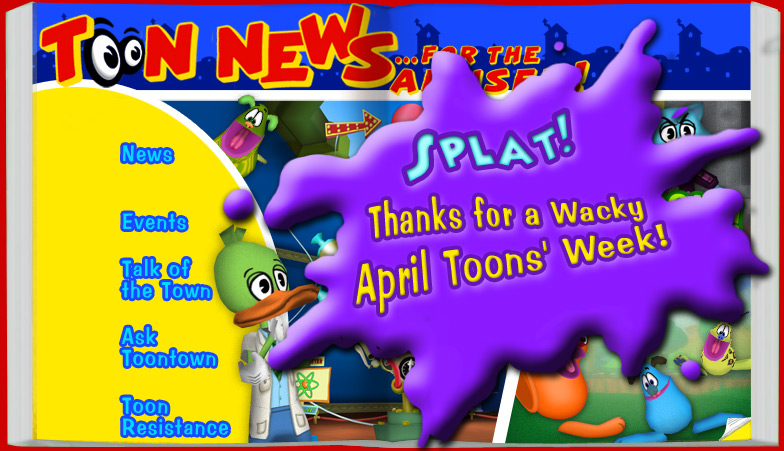 TOON NEWS
...FOR THE
SPLAT!
Thanks for a Wacky
April Toons' Week!
News
Events
Talk of
the Town
Ask
Toontown
Toon
Resistance